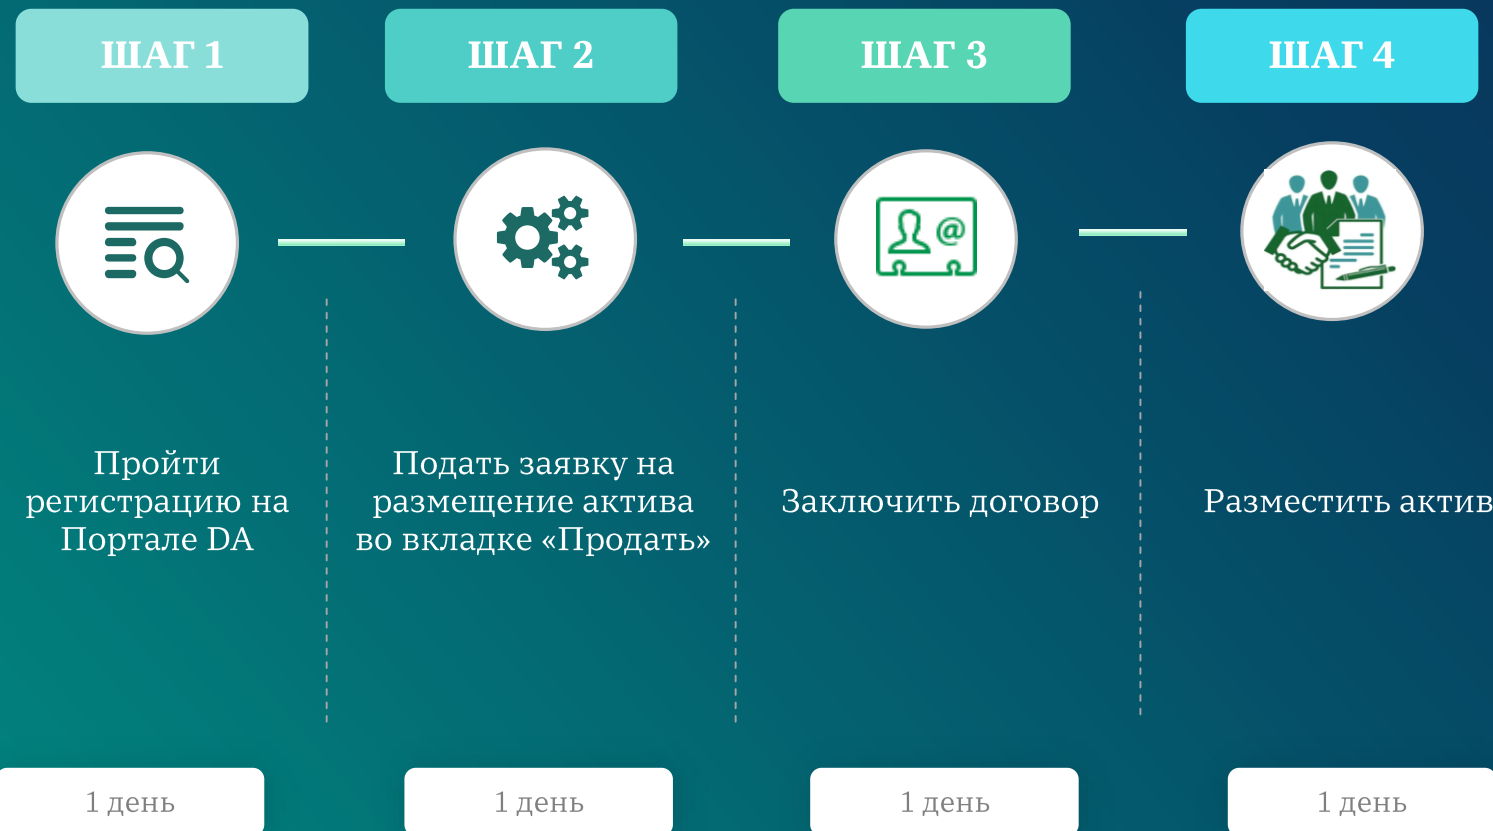 ШАГ 1
ШАГ 2
ШАГ 3
ШАГ 4
@
Пройти
регистрацию на
Портале DA
Подать заявку на
размещение актива
во вкладке «Продать»
Заключить договор
Разместить актив
1 день
1 день
1 день
1 день